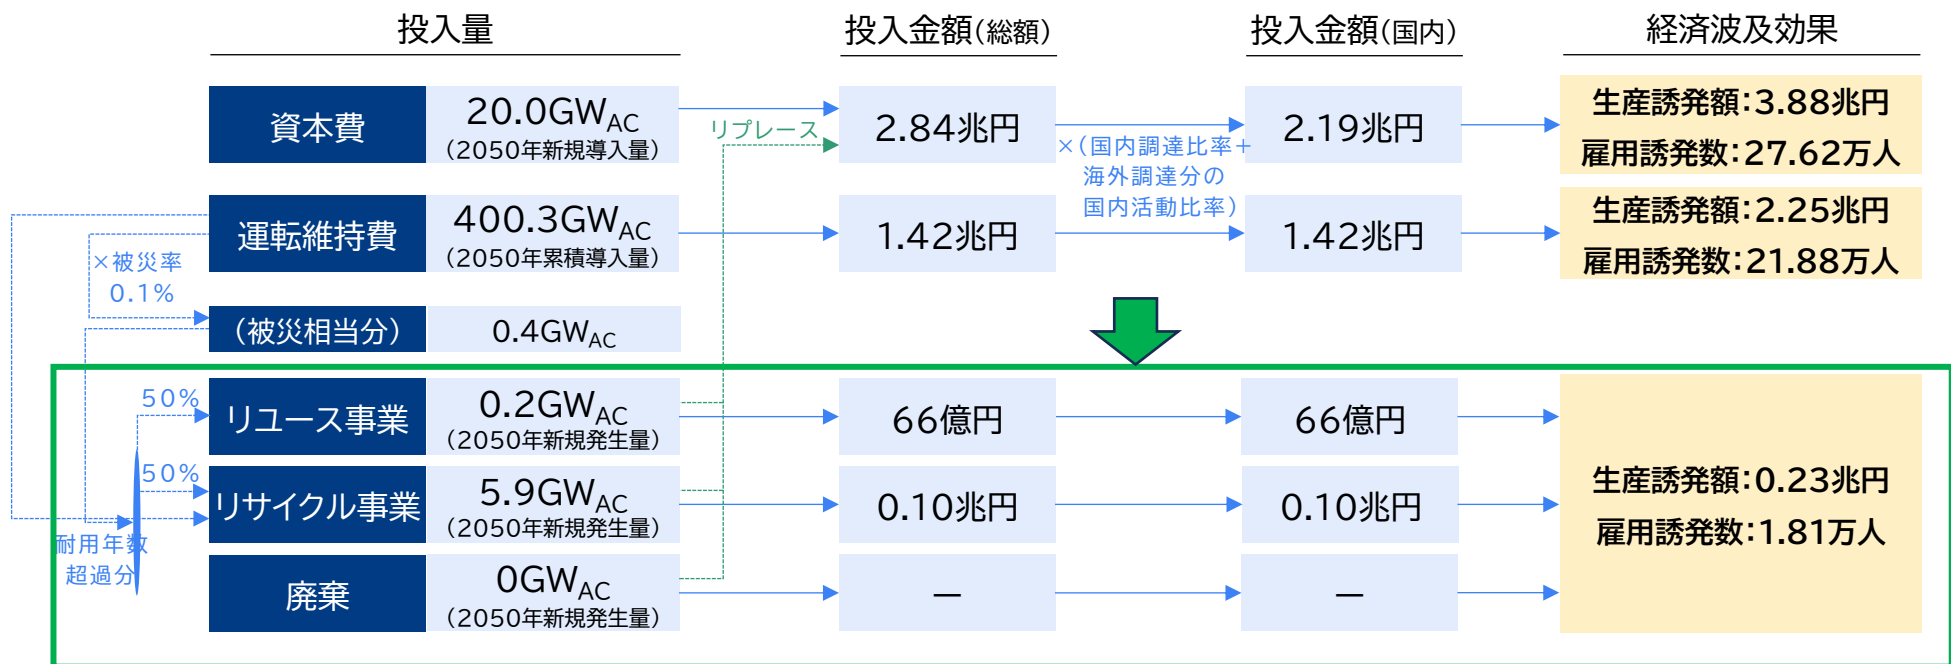 投入量
投入金額(総額)
投入金額(国内)
経済波及効果
資本費
20.0GWAC
(2050年新規導入量)
リプレース
2.84兆円
×(国内調達比率+
海外調達分の
国内活動比率)
2.19兆円
生産誘発額:3.88兆円
雇用誘発数:27.62万人
運転維持費
400.3GWAC
(2050年累積導入量)
1.42兆円
1.42兆円
生産誘発額:2.25兆円
雇用誘発数:21.88万人
×被災率
0.1%
(被災相当分)
0.4GWAC
50%
リユース事業
0.2GWAC
(2050年新規発生量)
66億円
66億円
50%
リサイクル事業
5.9GWAC
(2050年新規発生量)
0.10兆円
0.10兆円
生産誘発額:0.23兆円
雇用誘発数:1.81万人
耐用年数
超過分
廃棄
0GWAC
(2050年新規発生量)
–
–